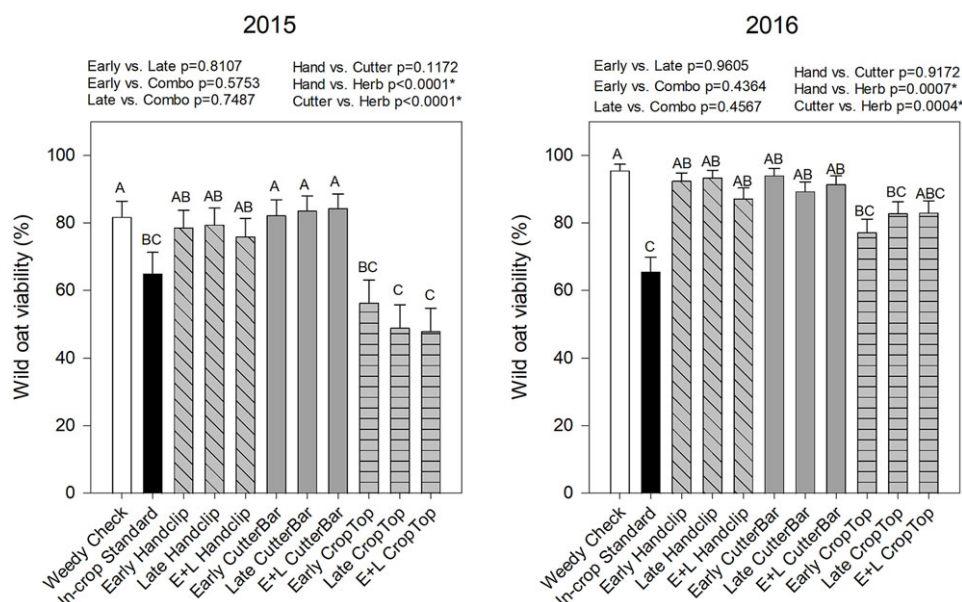 2015
Early vs. Late p=0.8107
Early vs. Combo p=0.5753
Late vs. Combo p=0.7487
Hand vs. Cutter p=0.1172
Hand vs. Herb p<0.0001*
Cutter vs. Herb p<0.0001*
Wild oat viability (%)
100
80
60
40
20
0
A
BC
AB
AB
AB
A
A
A
BC
C
C
Weedy Check
In-crop Standard
Early Handclip
Late Handclip
E+L Handclip
Early CutterBar
Late CutterBar
E+L CutterBar
Early CropTop
Late CropTop
E+L CropTop
2016
Early vs. Late p=0.9605
Early vs. Combo p=0.4364
Late vs. Combo p=0.4567
Hand vs. Cutter p=0.9172
Hand vs. Herb p=0.0007*
Cutter vs. Herb p=0.0004*
Wild oat viability (%)
100
80
60
40
20
0
A
C
AB
AB
AB
AB
AB
AB
BC
BC
ABC
Weedy Check
In-crop Standard
Early Handclip
Late Handclip
E+L Handclip
Early CutterBar
Late CutterBar
E+L CutterBar
Early CropTop
Late CropTop
E+L CropTop